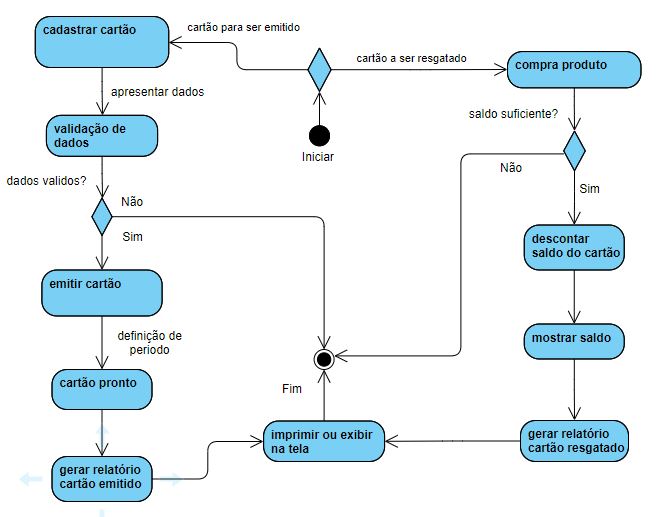 cadastrar cartão
cartão para ser emitido
cartão a ser resgatado
compra produto
apresentar dados
saldo suficiente?
validação de
dados
Iniciar
Não
Sim
dados validos?
Não
Sim
descontar
saldo do cartão
emitir cartão
definição de
período
mostrar saldo
cartão pronto
Fim
imprimir ou exibir
na tela
gerar relatório
cartão resgatado
gerar relatório
cartão emitido